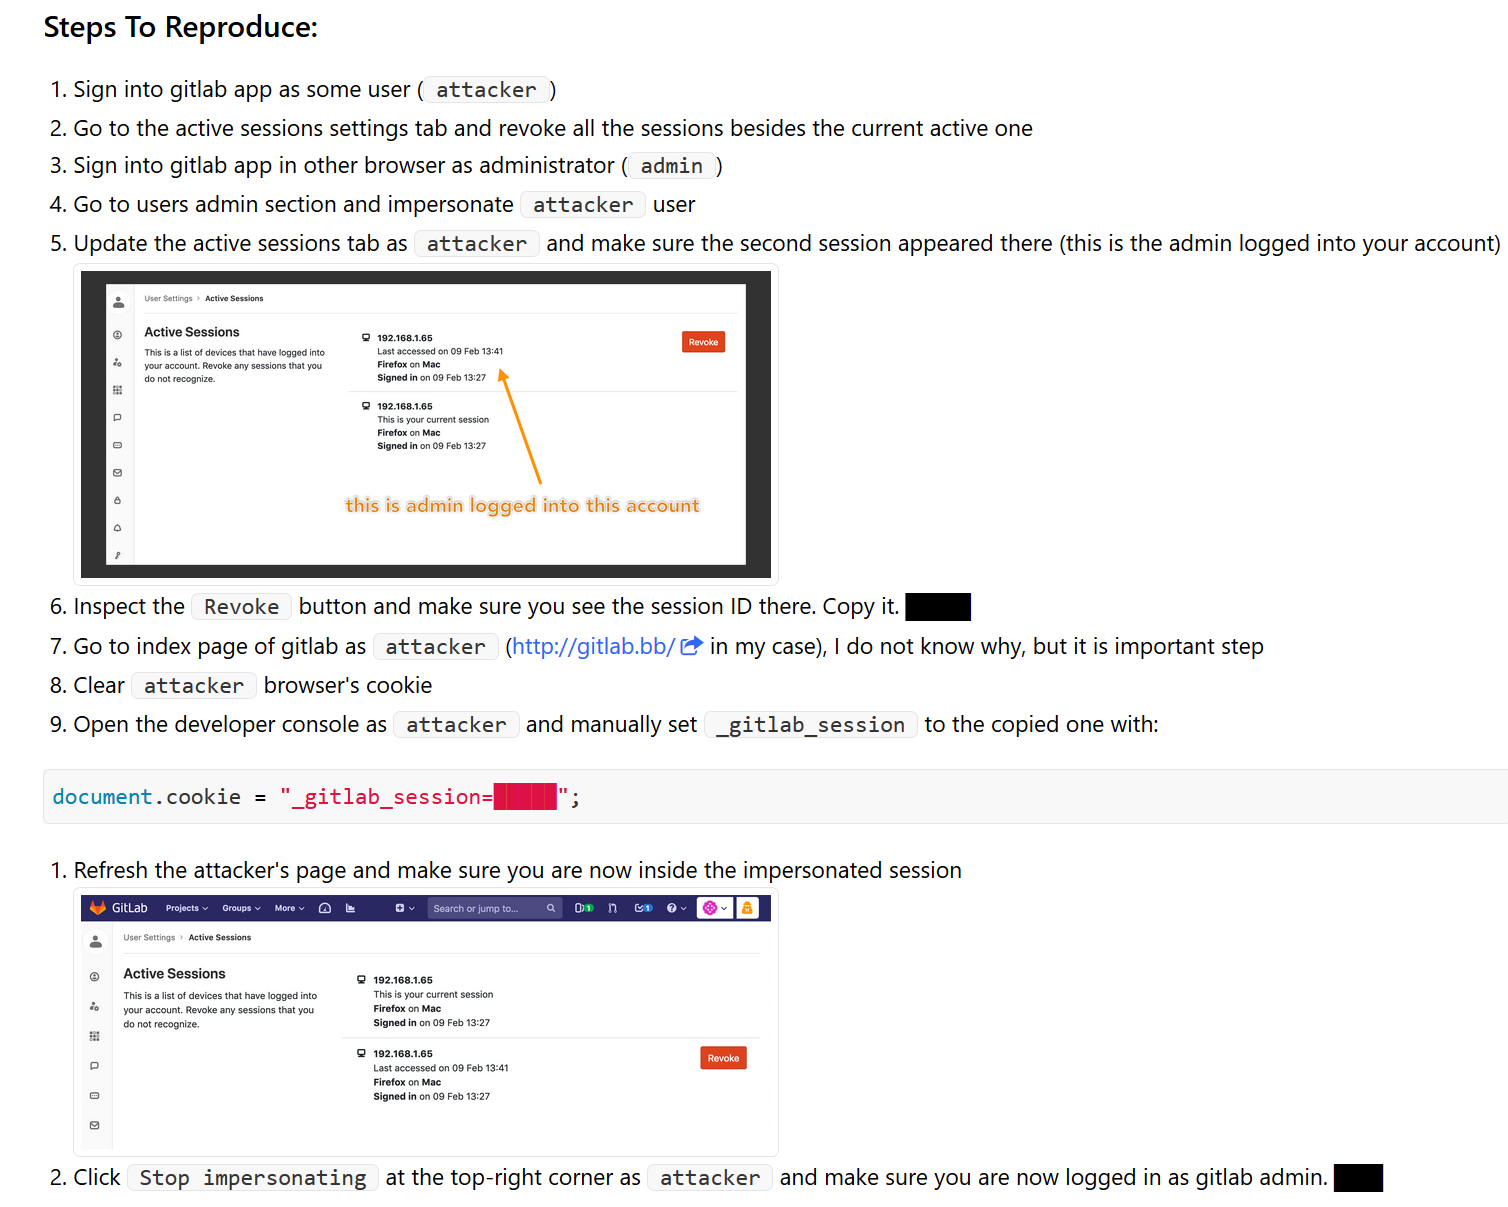 Steps To Reproduce:
1. Sign into gitlab app as some user ( attacker )
2. Go to the active sessions settings tab and revoke all the sessions besides the current active one
3. Sign into gitlab app in other browser as administrator ( admin )
4. Go to users admin section and impersonate attacker user
5. Update the active sessions tab as attacker and make sure the second session appeared there (this is the admin logged into your account)
User Settings › Active Sessions
Active Sessions
This is a list of devices that have logged into
your account. Revoke any sessions that you
do not recognize.
192.168.1.65
Last accessed on 09 Feb 13:41
Firefox on Mac
Signed in on 09 Feb 13:27
Revoke
192.168.1.65
This is your current session
Firefox on Mac
Signed in on 09 Feb 13:27
this is admin logged into this account
6. Inspect the Revoke button and make sure you see the session ID there. Copy it.
7. Go to index page of gitlab as attacker (http://gitlab.bb/ in my case), I do not know why, but it is important step
8. Clear attacker browser's cookie
9. Open the developer console as attacker and manually set _gitlab_session to the copied one with:
document.cookie = "_gitlab_session=█████";
1. Refresh the attacker's page and make sure you are now inside the impersonated session
GitLab Projects Groups More Search or jump to... 1 1
User Settings › Active Sessions
Active Sessions
This is a list of devices that have logged into
your account. Revoke any sessions that you
do not recognize.
192.168.1.65
This is your current session
Firefox on Mac
Signed in on 09 Feb 13:27
192.168.1.65
Last accessed on 09 Feb 13:41
Firefox on Mac
Signed in on 09 Feb 13:27
Revoke
2. Click Stop impersonating at the top-right corner as attacker and make sure you are now logged in as gitlab admin.